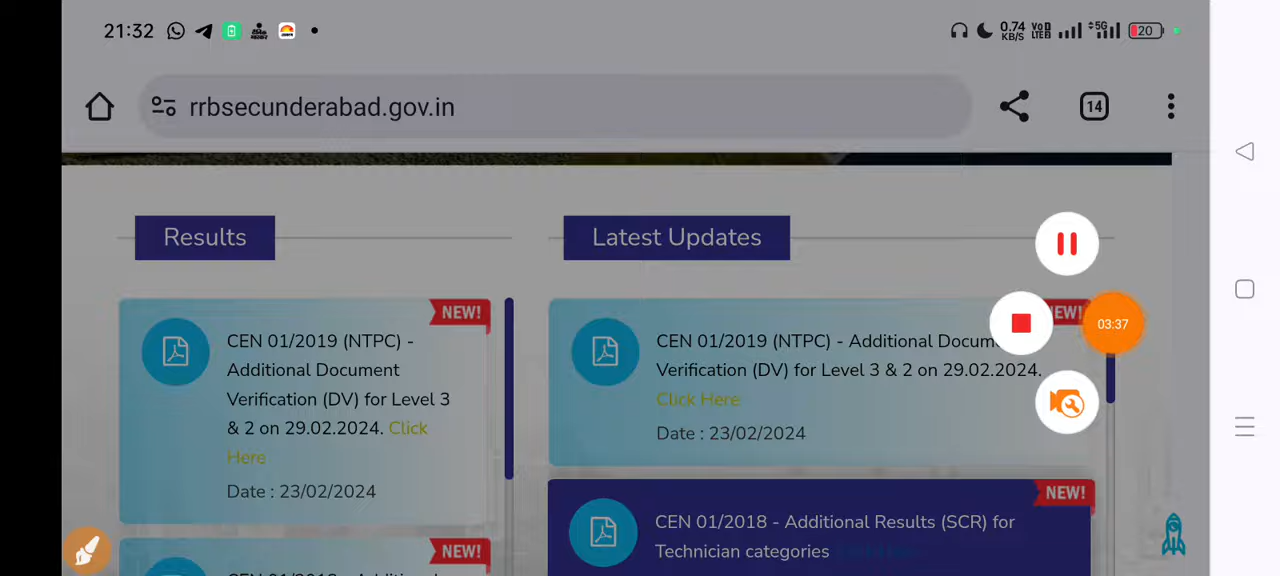 21:32
0.74
KB/S
VoD
LTEB
5G
20
rrbsecunderabad.gov.in
14
Results
Latest Updates
NEW!
CEN 01/2019 (NTPC) -
Additional Document
Verification (DV) for Level 3
& 2 on 29.02.2024. Click
Here
Date : 23/02/2024
NEW!
CEN 01/2019 (NTPC) - Additional
Verification (DV) for Level 3 & 2 on 29.02.2024.
Click Here
Date : 23/02/2024
03:37
NEW!
NEW!
CEN 01/2018 - Additional Results (SCR) for
Technician categories